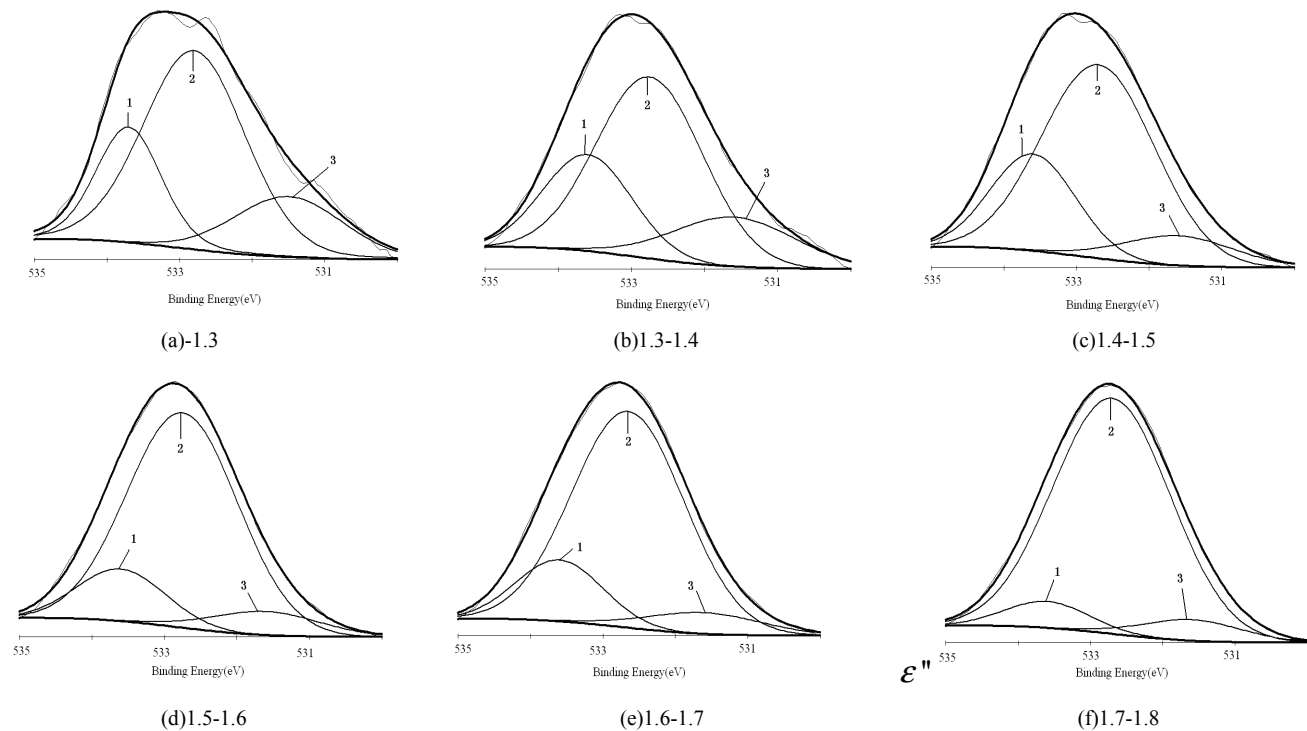 1
2
3
535
533
531
Binding Energy(eV)
(a)-1.3
1
2
3
535
533
531
Binding Energy(eV)
(b)1.3-1.4
1
2
3
535
533
531
Binding Energy(eV)
(c)1.4-1.5
1
2
3
535
533
531
Binding Energy(eV)
(d)1.5-1.6
1
2
3
535
533
531
Binding Energy(eV)
(e)1.6-1.7
1
2
3
ε"
535
533
531
Binding Energy(eV)
(f)1.7-1.8